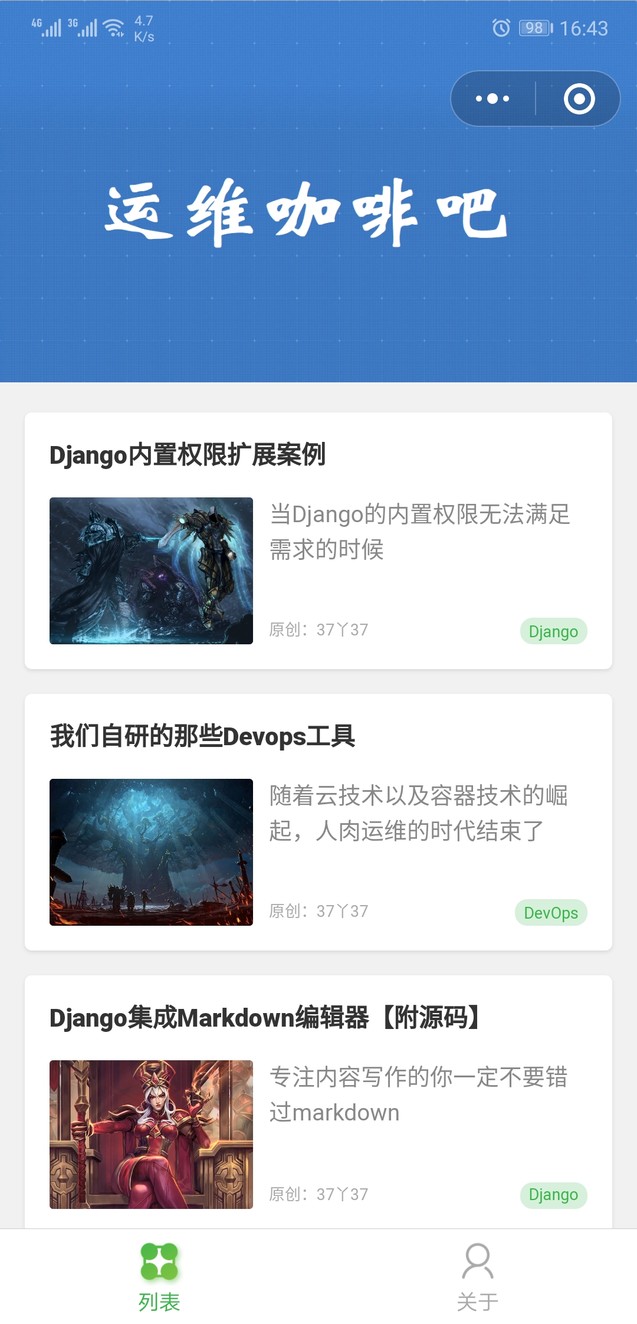 4G 3G 4.7 K/s 98 16:43
运维咖啡吧
Django内置权限扩展案例
当Django的内置权限无法满足
需求的时候
原创：37丫37 Django
我们自研的那些Devops工具
随着云技术以及容器技术的崛
起，人肉运维的时代结束了
原创：37丫37 DevOps
Django集成Markdown编辑器【附源码】
专注内容写作的你一定不要错
过markdown
原创：37丫37 Django
列表 关于